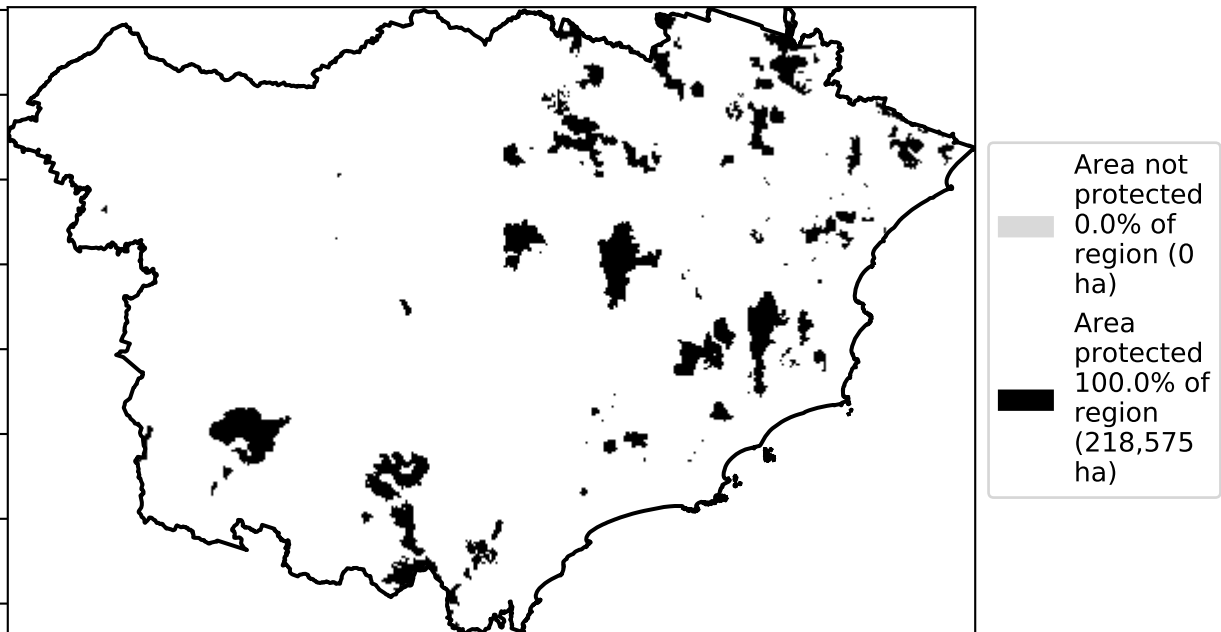 Area not
protected
0.0% of
region (0
ha)
Area
protected
100.0% of
region
(218,575
ha)